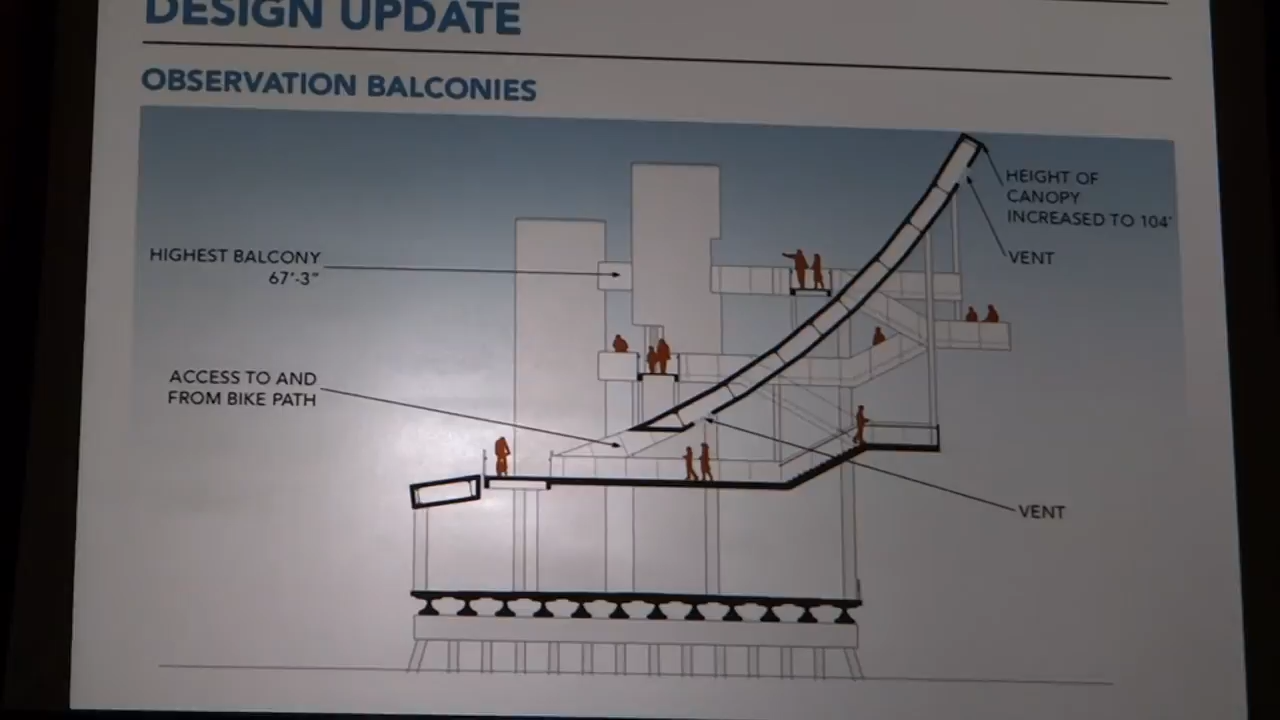 DESIGN UPDATE
OBSERVATION BALCONIES
HEIGHT OF
CANOPY
INCREASED TO 104'
VENT
HIGHEST BALCONY
67'-3"
ACCESS TO AND
FROM BIKE PATH
VENT